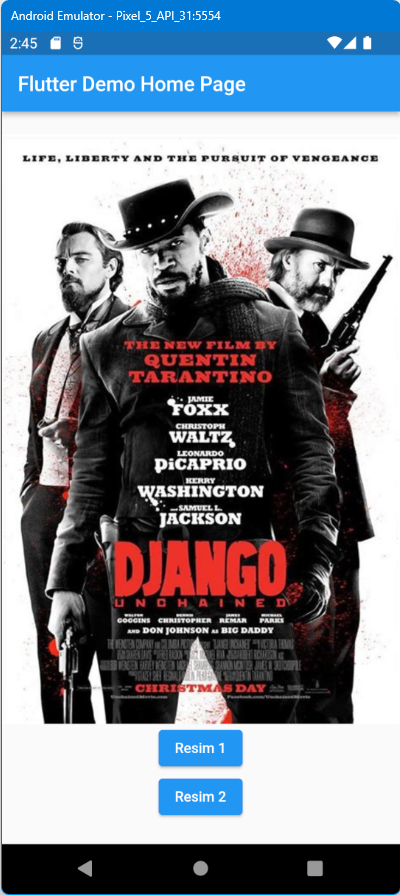 Android Emulator - Pixel_5_API_31:5554
2:45
Flutter Demo Home Page
LIFE, LIBERTY AND THE PURSUIT OF VENGEANCE
THE NEW FILM BY
QUENTIN
TARANTINO
JAMIE
FOXX
CHRISTOPH
WALTZ
LEONARDO
DiCAPRIO
KERRY
WASHINGTON
AND SAMUEL L.
JACKSON
DJANGO
UNCHAINED
WALTON GOGGINS DENNIS CHRISTOPHER JAMES REMAR MICHAEL PARKS
AND DON JOHNSON AS BIG DADDY
CHRISTMAS DAY
UnchainedMovie.com
Resim 1
Resim 2